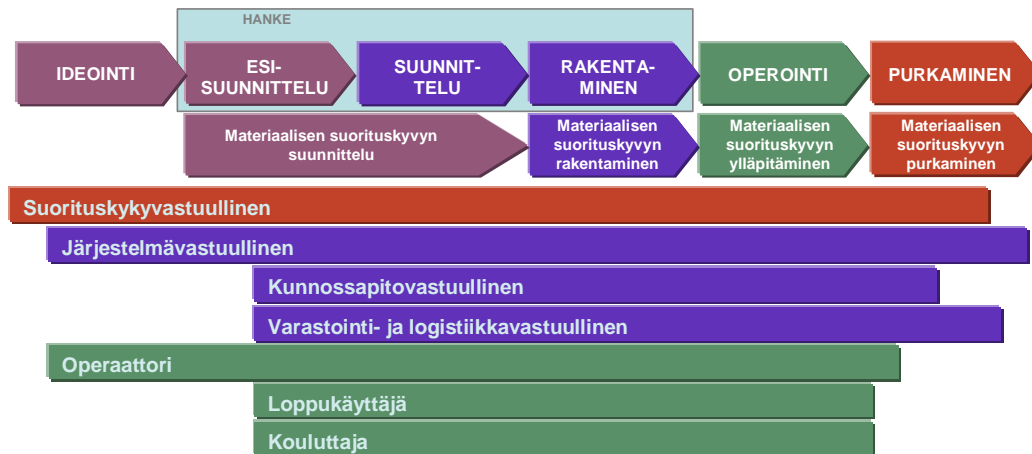 HANKE
IDEOINTI
ESI-
SUUNNITTELU
SUUNNIT-
TELU
RAKENTA-
MINEN
OPEROINTI
PURKAMINEN
Materiaalisen suorituskyvyn
suunnittelu
Materiaalisen
suorituskyvyn
rakentaminen
Materiaalisen
suorituskyvyn
ylläpitäminen
Materiaalisen
suorituskyvyn
purkaminen
Suorituskykyvastuullinen
Järjestelmävastuullinen
Kunnossapitovastuullinen
Varastointi- ja logistiikkavastuullinen
Operaattori
Loppukäyttäjä
Kouluttaja